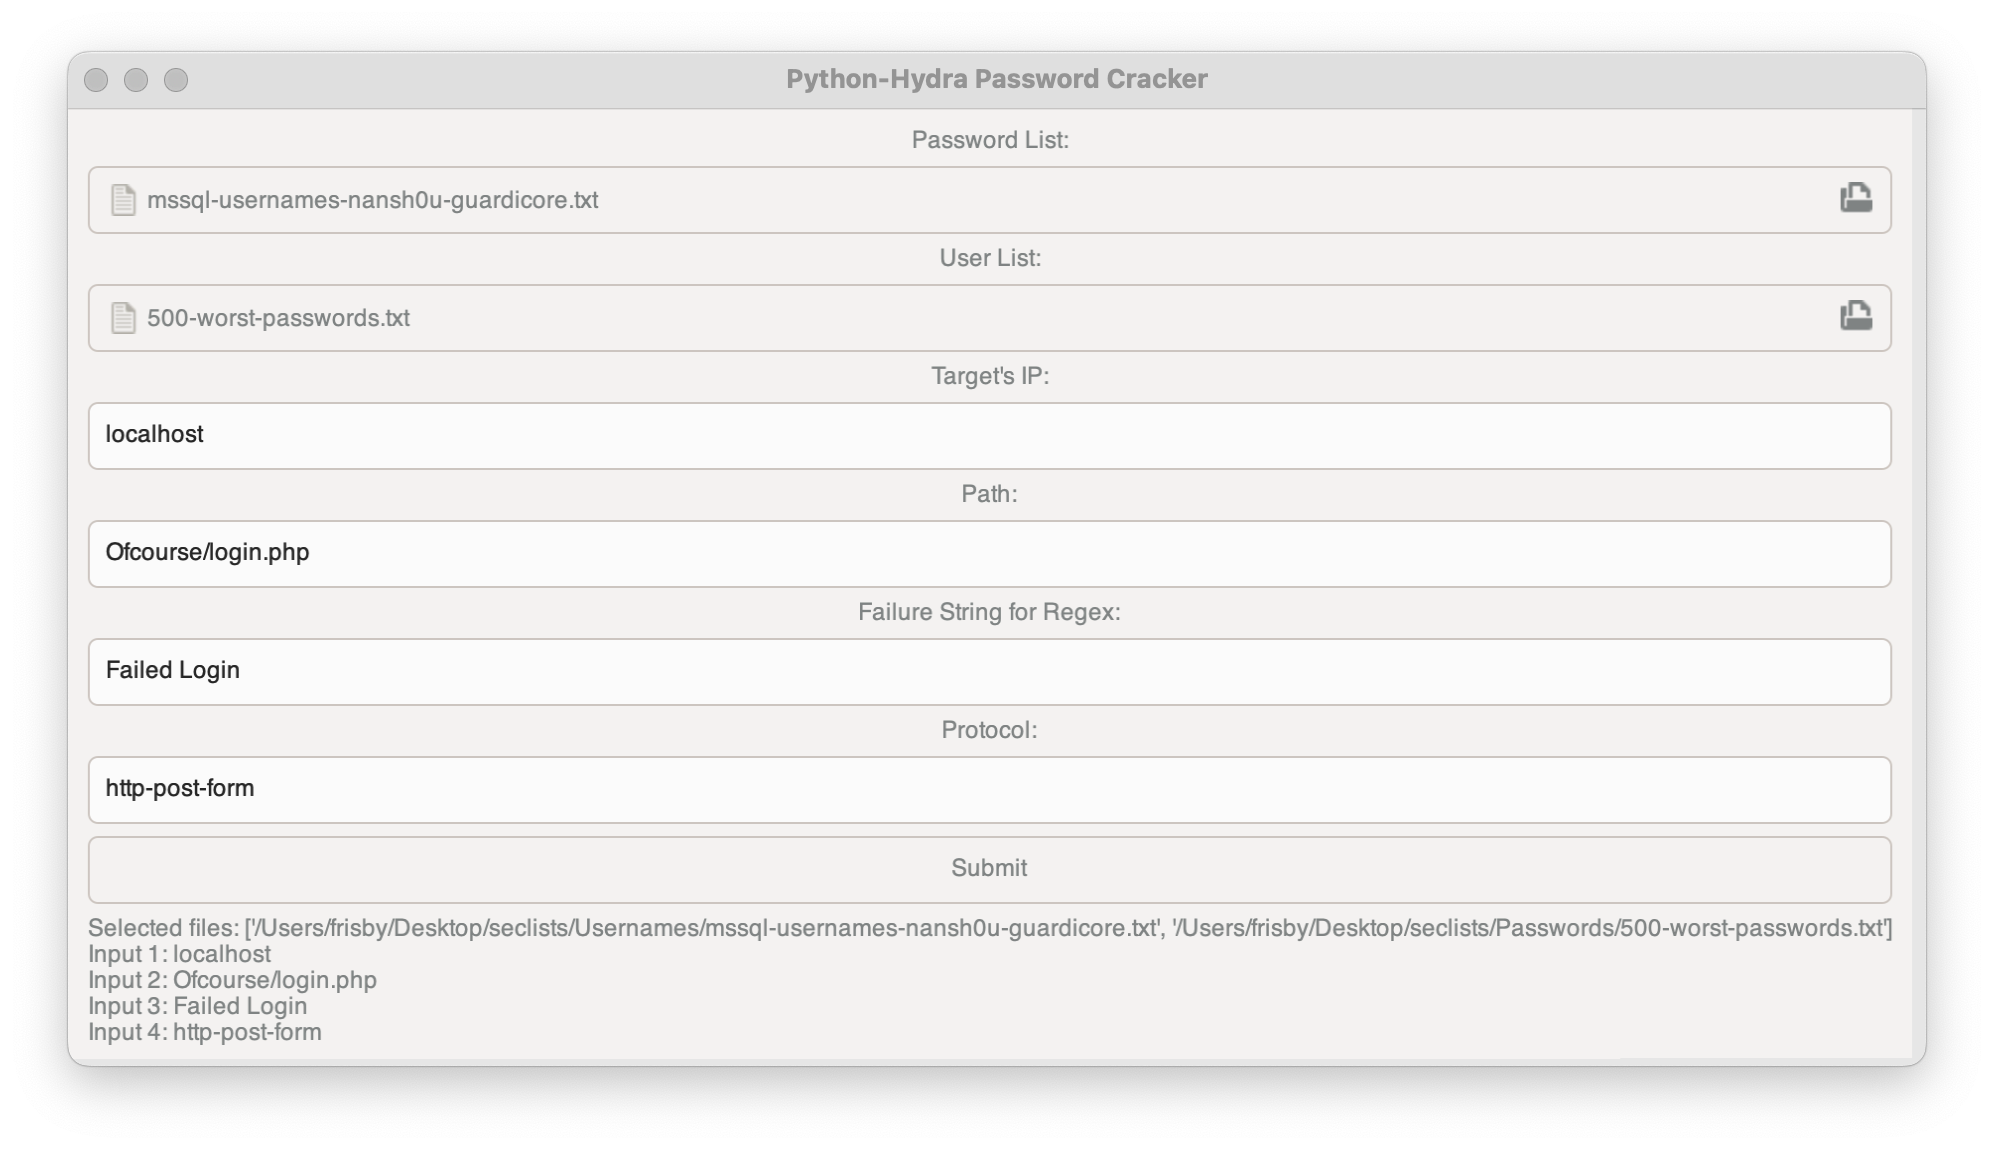 Python-Hydra Password Cracker
Password List:
mssql-usernames-nansh0u-guardicore.txt
User List:
500-worst-passwords.txt
Target's IP:
localhost
Path:
Ofcourse/login.php
Failure String for Regex:
Failed Login
Protocol:
http-post-form
Submit
Selected files: ['/Users/frisby/Desktop/seclists/Usernames/mssql-usernames-nansh0u-guardicore.txt', '/Users/frisby/Desktop/seclists/Passwords/500-worst-passwords.txt']
Input 1: localhost
Input 2: Ofcourse/login.php
Input 3: Failed Login
Input 4: http-post-form